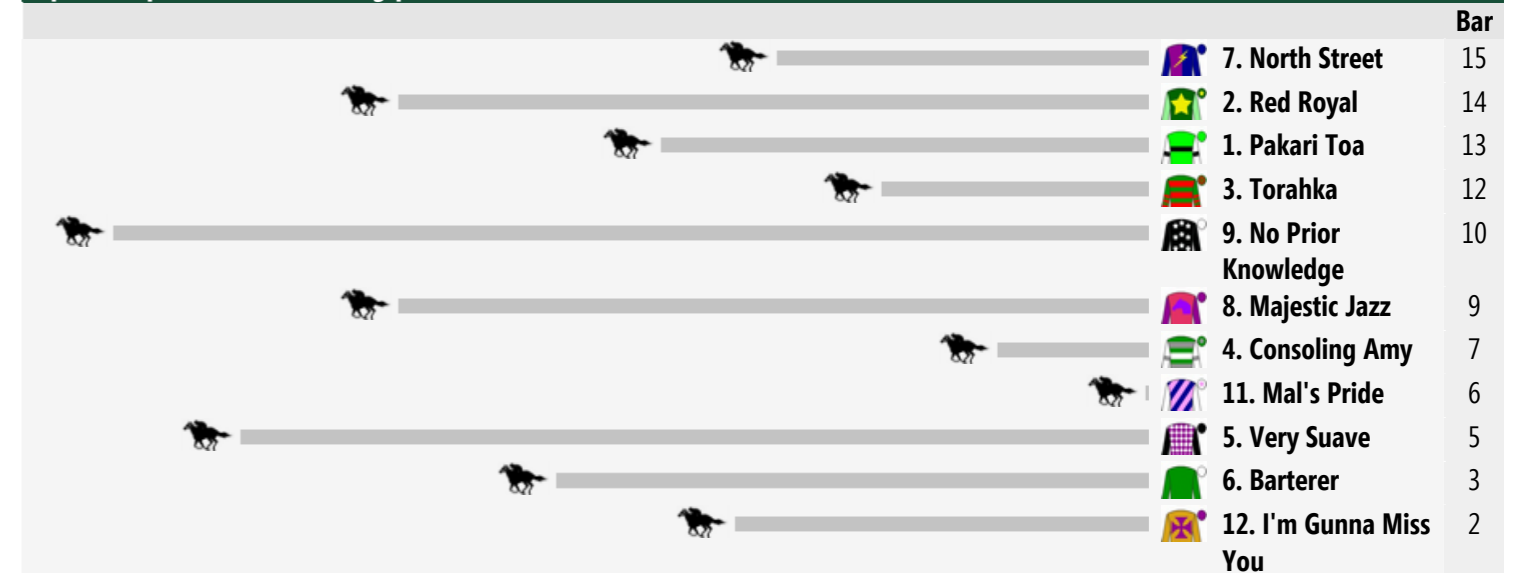 Bar
7. North Street 15
2. Red Royal 14
1. Pakari Toa 13
3. Torahka 12
9. No Prior 10
Knowledge
8. Majestic Jazz 9
4. Consoling Amy 7
11. Mal's Pride 6
5. Very Suave 5
6. Barterer 3
12. I'm Gunna Miss 2
You